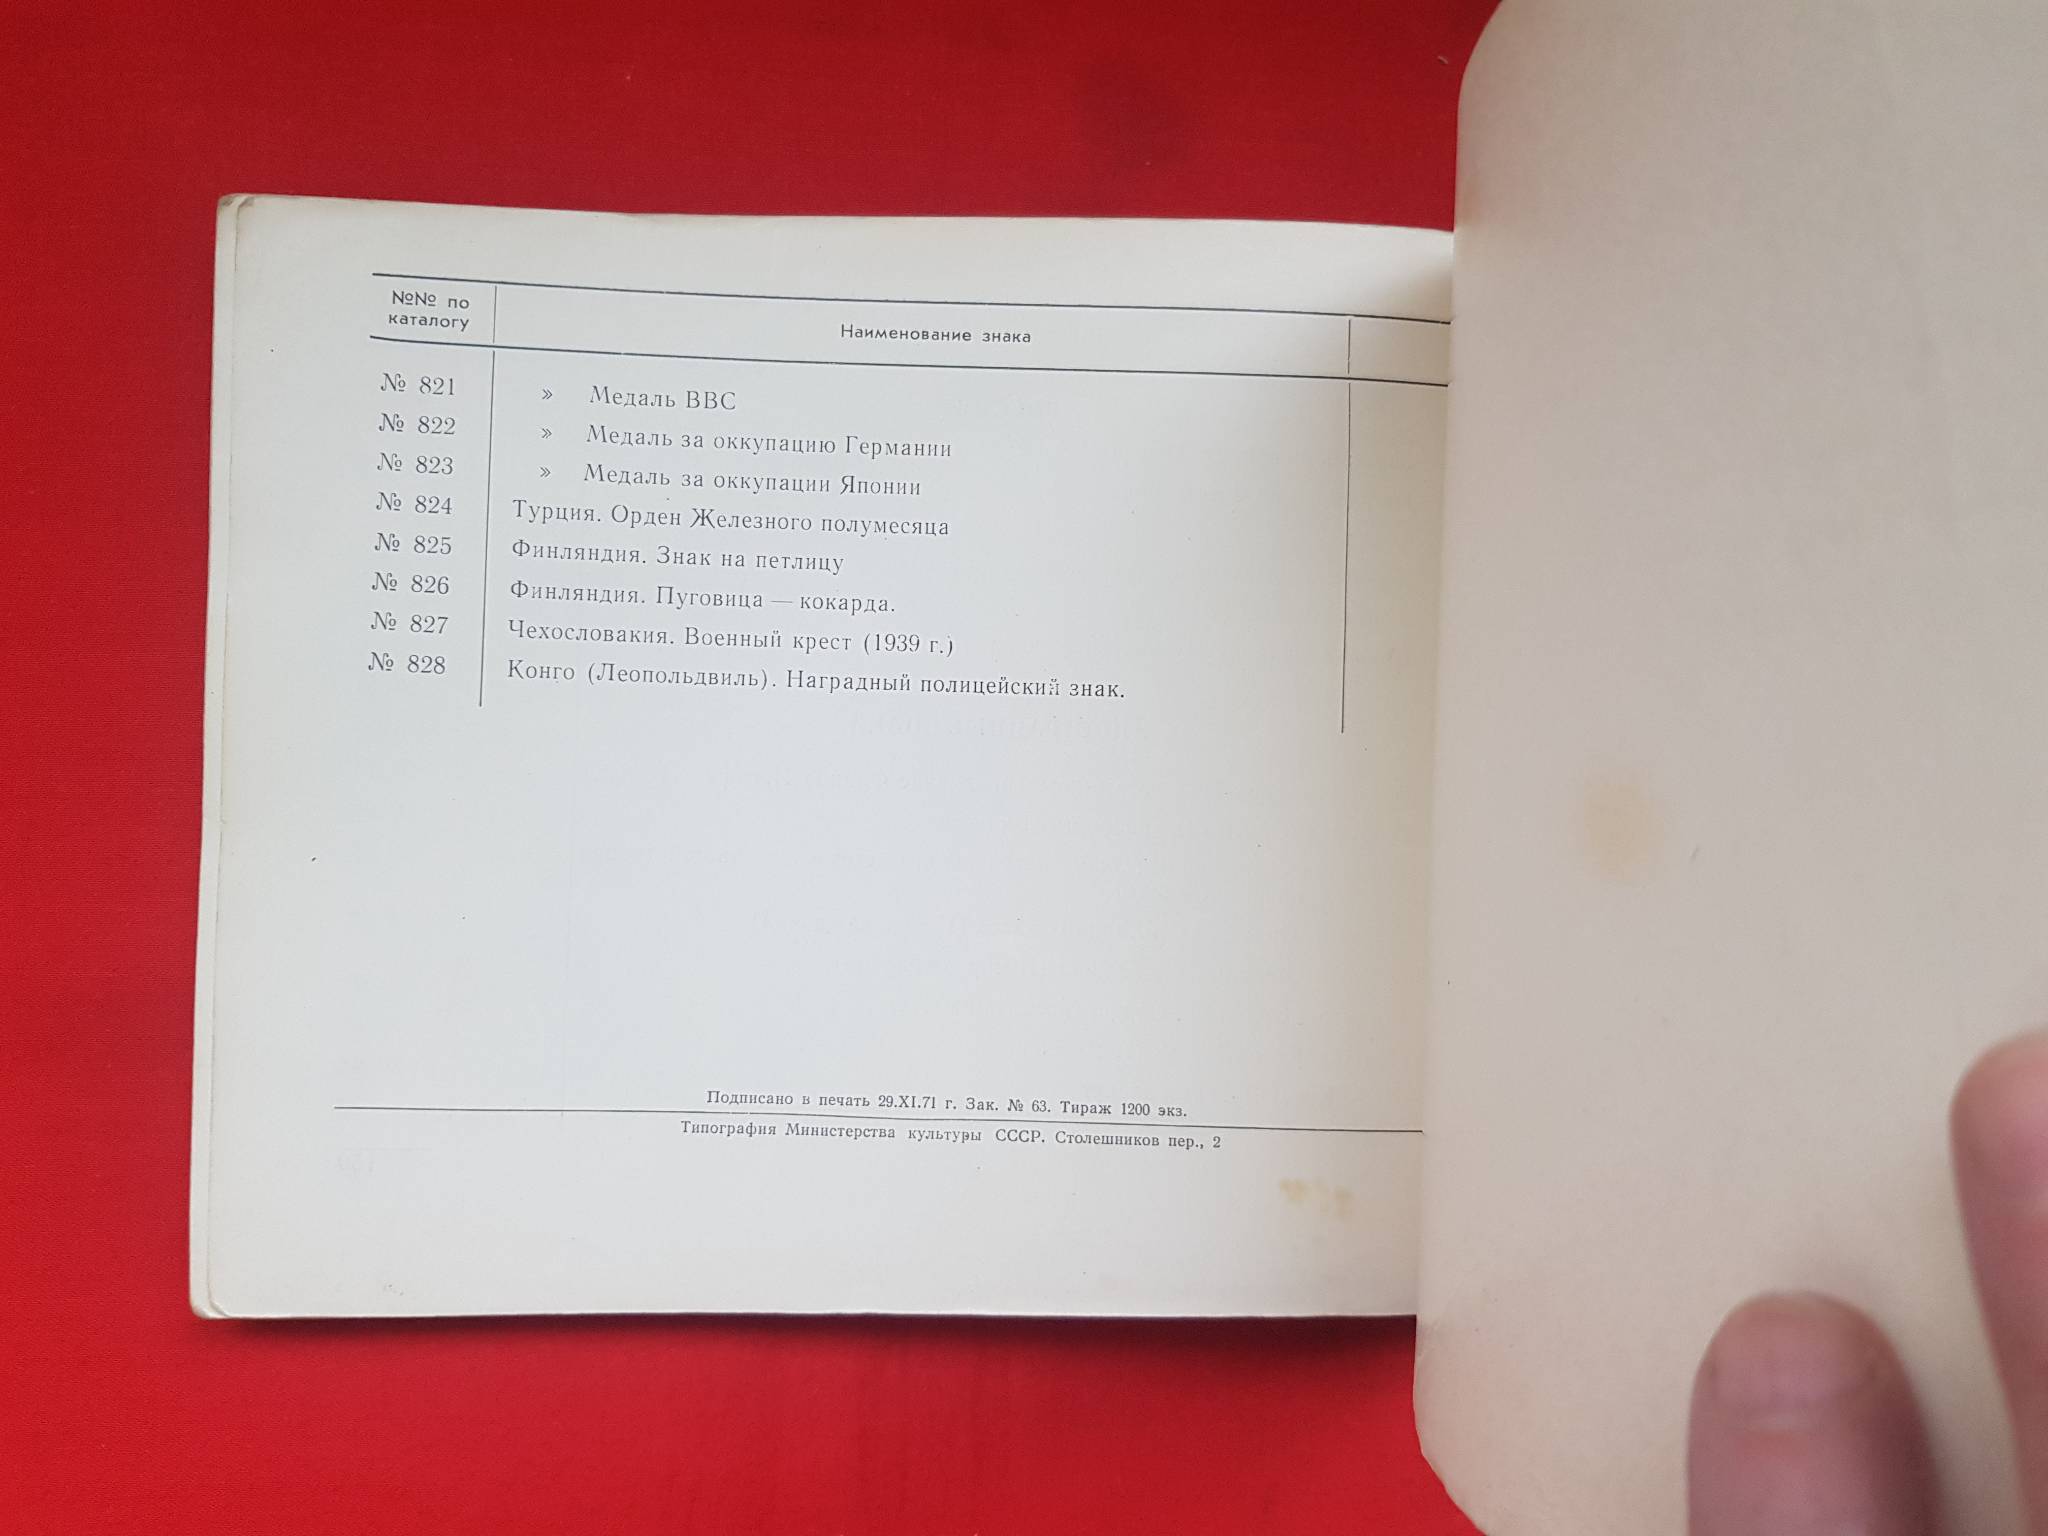 №№ по каталогу
Наименование знака
№ 821 » Медаль ВВС
№ 822 » Медаль за оккупацию Германии
№ 823 » Медаль за оккупации Японии
№ 824 Турция. Орден Железного полумесяца
№ 825 Финляндия. Знак на петлицу
№ 826 Финляндия. Пуговица — кокарда.
№ 827 Чехословакия. Военный крест (1939 г.)
№ 828 Конго (Леопольдвиль). Наградный полицейский знак.
Подписано в печать 29.XI.71 г. Зак. № 63. Тираж 1200 экз.
Типография Министерства культуры СССР. Столешников пер., 2